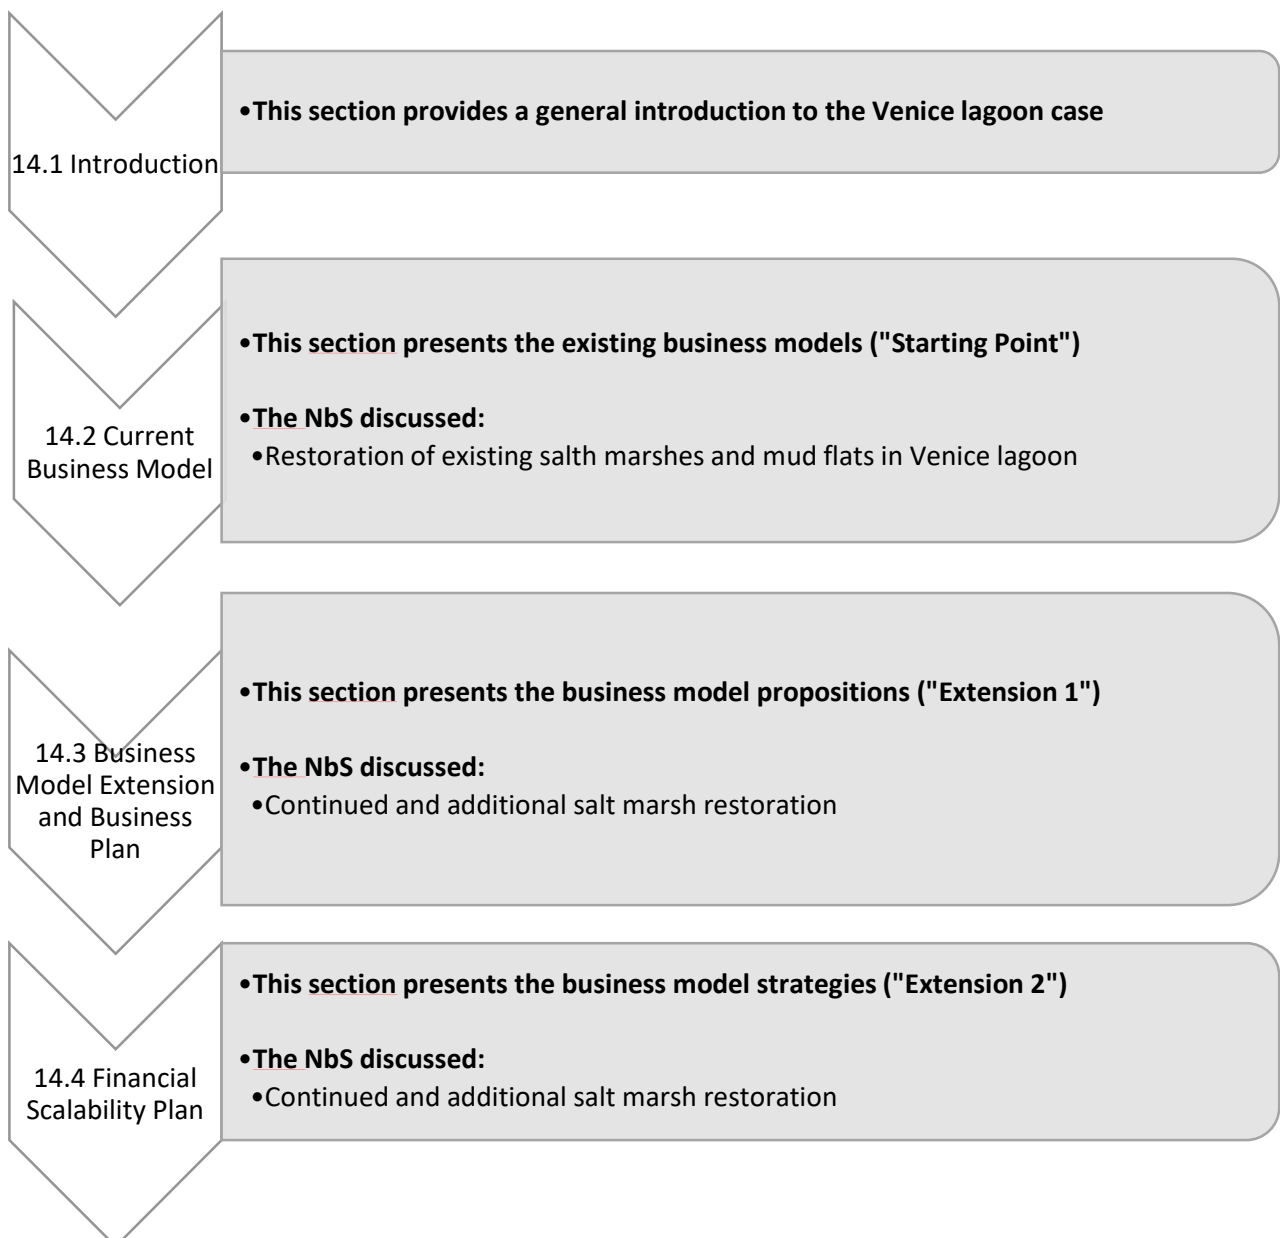 14.1 Introduction
•This section provides a general introduction to the Venice lagoon case
14.2 Current
Business Model
•This section presents the existing business models ("Starting Point")
•The NbS discussed:
•Restoration of existing salth marshes and mud flats in Venice lagoon
14.3 Business
Model Extension
and Business
Plan
•This section presents the business model propositions ("Extension 1")
•The NbS discussed:
•Continued and additional salt marsh restoration
14.4 Financial
Scalability Plan
•This section presents the business model strategies ("Extension 2")
•The NbS discussed:
•Continued and additional salt marsh restoration